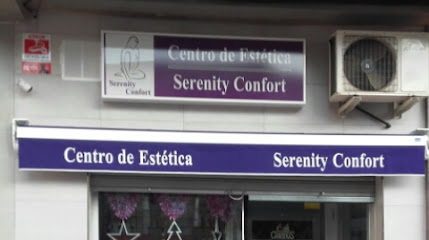 Centro de Estética
Serenity Confort
Serenity
Confort
Centro de Estética
Serenity Confort